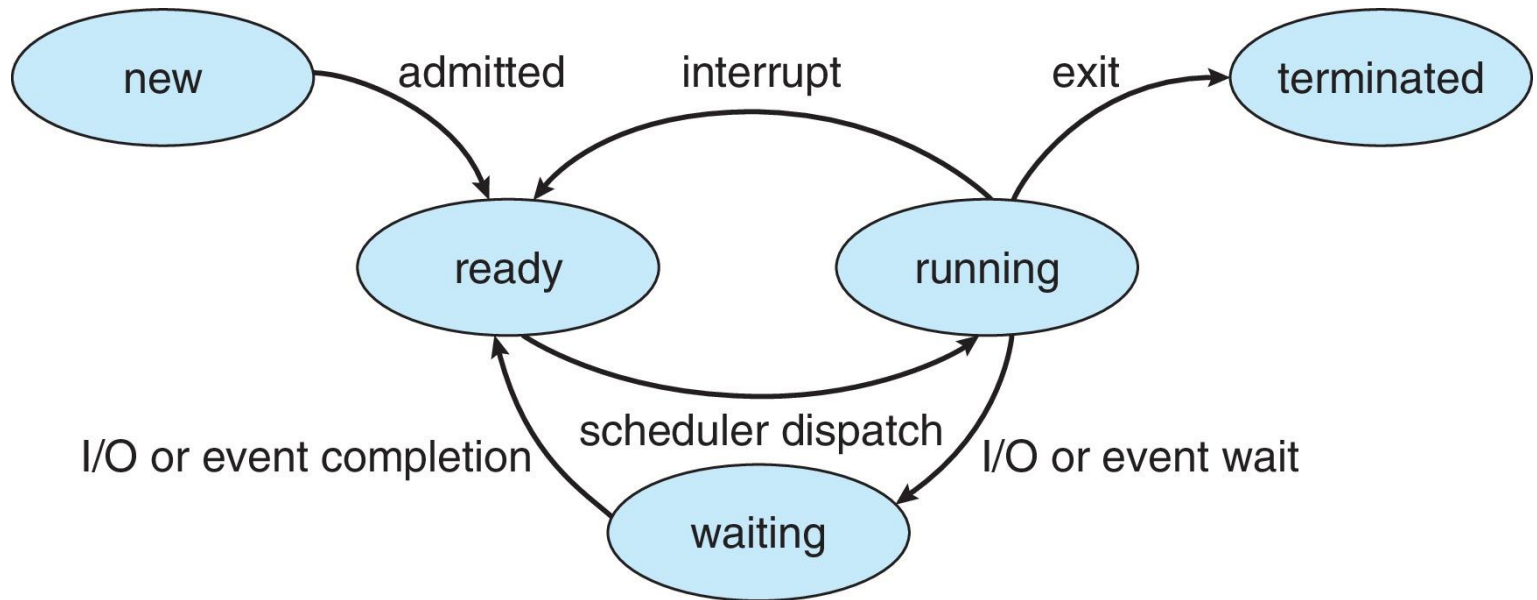 new
admitted
interrupt
exit
terminated
ready
running
scheduler dispatch
I/O or event completion
I/O or event wait
waiting